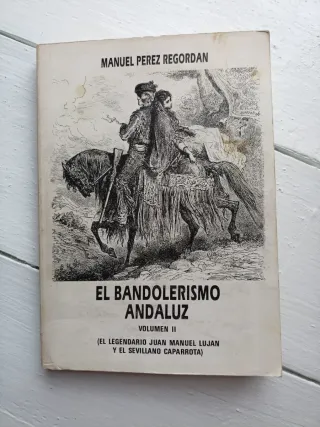 MANUEL PEREZ REGORDAN
EL BANDOLERISMO
ANDALUZ
VOLUMEN II
(EL LEGENDARIO JUAN MANUEL LUJAN
Y EL SEVILLANO CAPARROTA)